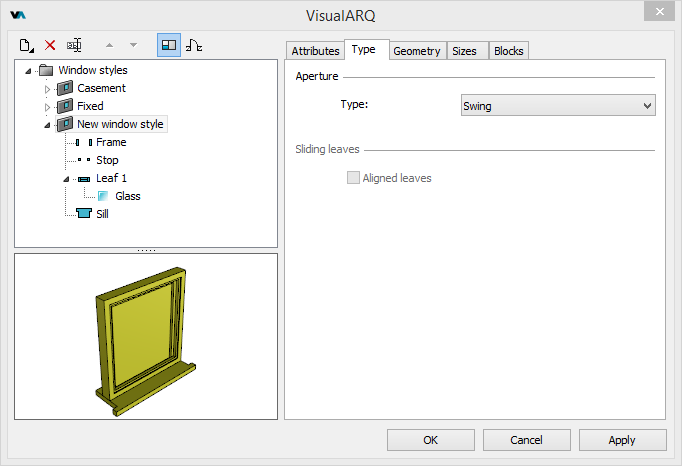 VisualARQ
Attributes Type Geometry Sizes Blocks
Window styles
Casement
Fixed
New window style
Frame
Stop
Leaf 1
Glass
Sill
Aperture
Type: Swing
Sliding leaves
Aligned leaves
OK Cancel Apply